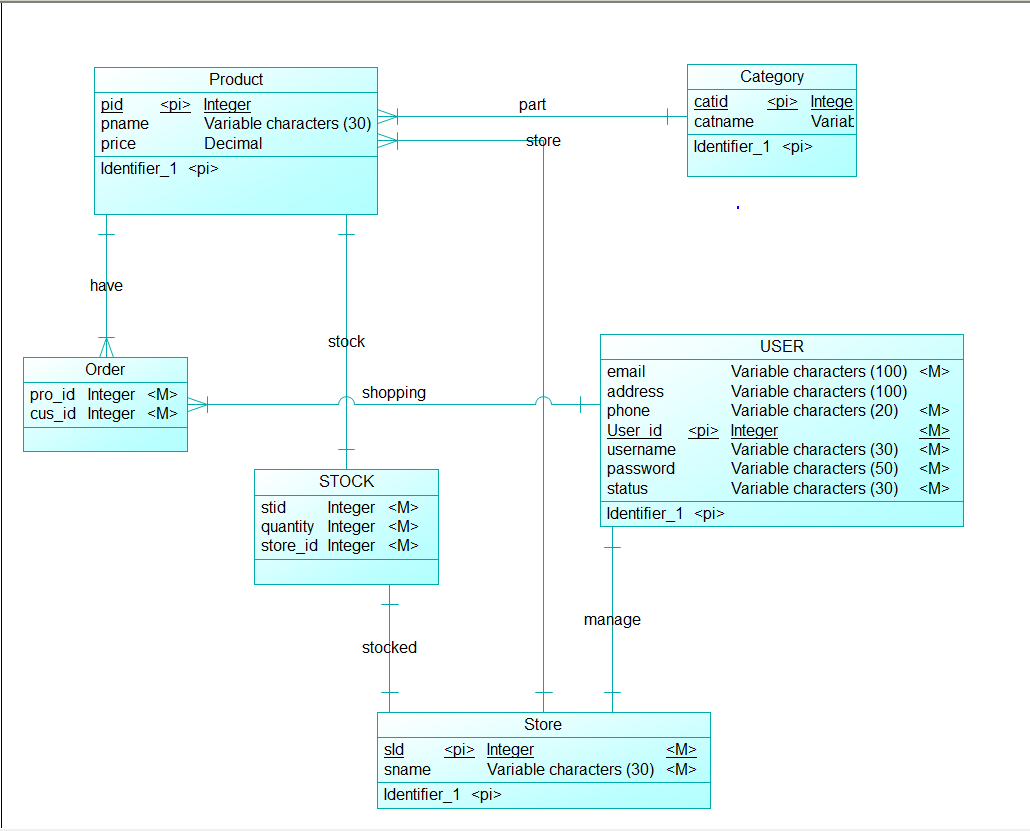 Product
pid <pi> Integer
pname Variable characters (30)
price Decimal
Identifier_1 <pi>
part
store
Category
catid <pi> Intege
catname Variab
Identifier_1 <pi>
have
stock
shopping
Order
pro_id Integer <M>
cus_id Integer <M>
USER
email Variable characters (100) <M>
address Variable characters (100)
phone Variable characters (20) <M>
User_id <pi> Integer <M>
username Variable characters (30) <M>
password Variable characters (50) <M>
status Variable characters (30) <M>
Identifier_1 <pi>
STOCK
stid Integer <M>
quantity Integer <M>
store_id Integer <M>
stocked
manage
Store
sId <pi> Integer <M>
sname Variable characters (30) <M>
Identifier_1 <pi>